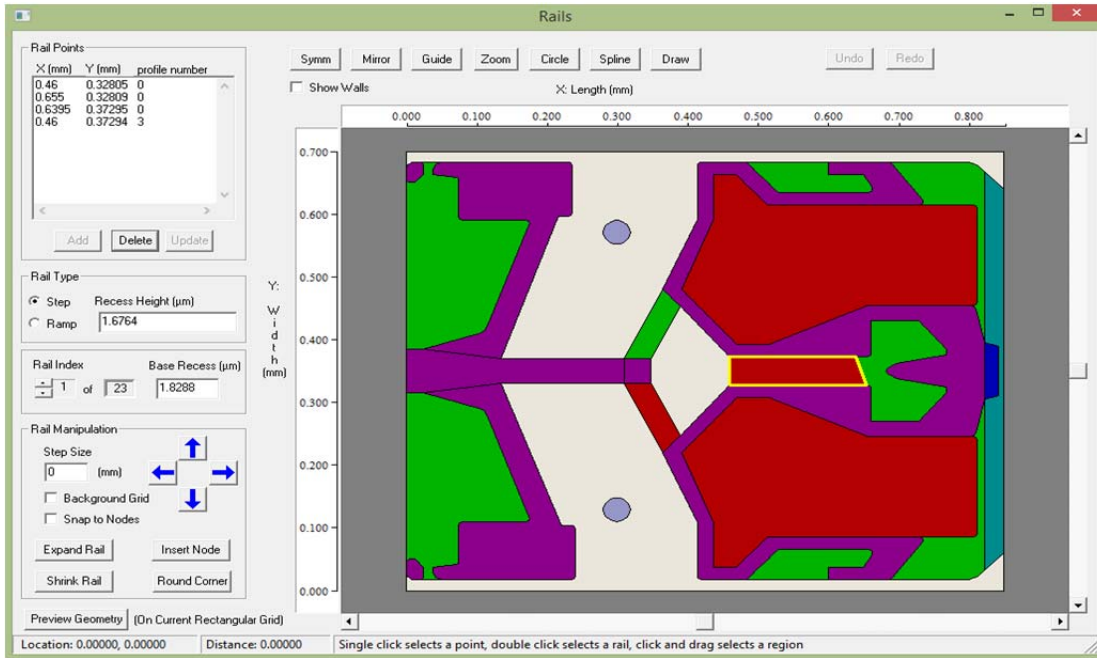 Rails
Rail Points
X (mm) Y (mm) profile number
0.46 0.32805 0
0.655 0.32809 0
0.6395 0.37295 0
0.46 0.37294 3
Add Delete Update
Rail Type
Step Recess Height (µm)
Ramp 1.6764
Rail Index Base Recess (µm)
1 of 23 1.8288
Rail Manipulation
Step Size
0 (mm)
Background Grid
Snap to Nodes
Expand Rail Insert Node
Shrink Rail Round Corner
Preview Geometry (On Current Rectangular Grid)
Symm Mirror Guide Zoom Circle Spline Draw Undo Redo
Show Walls X: Length (mm)
0.000 0.100 0.200 0.300 0.400 0.500 0.600 0.700 0.800
Y: Width (mm)
0.700
0.600
0.500
0.400
0.300
0.200
0.100
0.000
Location: 0.00000, 0.00000 Distance: 0.00000 Single click selects a point, double click selects a rail, click and drag selects a region